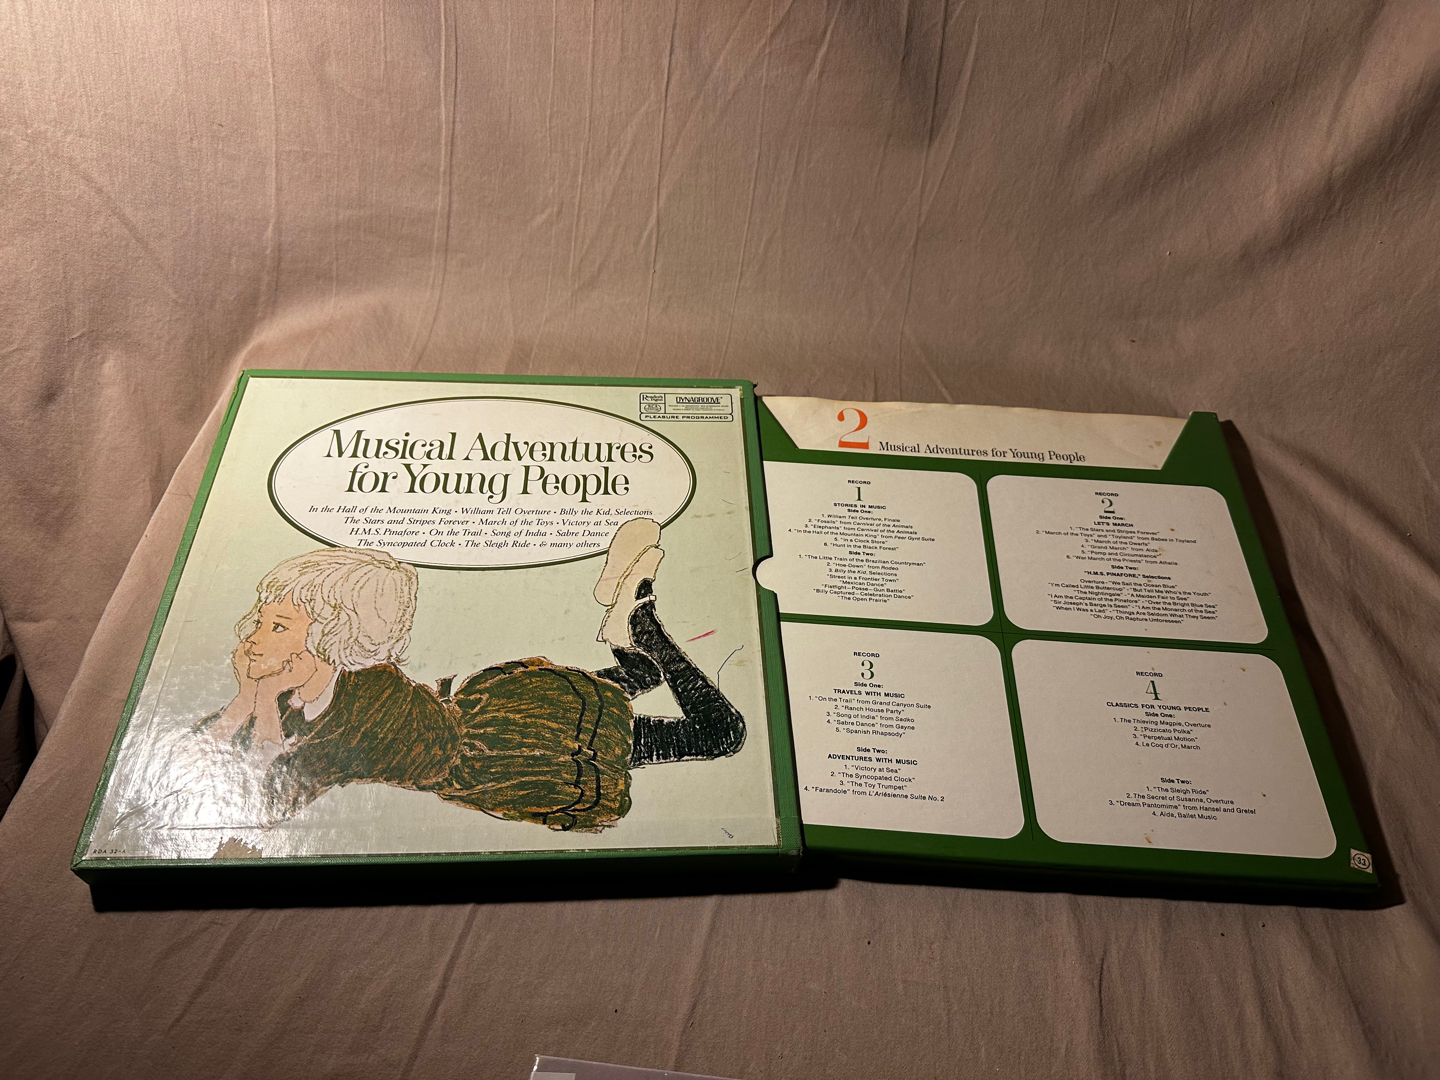 Musical Adventures
for Young People
In the Hall of the Mountain King • William Tell Overture • Billy the Kid, Selections
The Stars and Stripes Forever • March of the Toys • Victory at Sea
H.M.S. Pinafore • On the Trail • Song of India • Sabre Dance
The Syncopated Clock • The Sleigh Ride • & many others
Reader's Digest
RCA
DYNAGROOVE
PLEASURE PROGRAMMED
RDA 32-A
2 Musical Adventures for Young People
RECORD
1
STORIES IN MUSIC
Side One:
1. William Tell Overture, Finale
2. "Fossils" from Carnival of the Animals
3. "Elephants" from Carnival of the Animals
4. "In the Hall of the Mountain King" from Peer Gynt Suite
5. "In a Clock Store"
6. "Hunt in the Black Forest"
Side Two:
1. "The Little Train of the Brazilian Countryman"
2. "Hoe-Down" from Rodeo
3. Billy the Kid, Selections
"Street in a Frontier Town"
"Mexican Dance"
"Fistfight—Posse—Gun Battle"
"Billy Captured—Celebration Dance"
"The Open Prairie"
RECORD
2
Side One:
LET'S MARCH
1. "The Stars and Stripes Forever"
2. "March of the Toys" and "Toyland" from Babes in Toyland
3. "March of the Dwarfs"
4. "Grand March" from Aida
5. "Pomp and Circumstance"
6. "War March of the Priests" from Athalia
Side Two:
"H.M.S. PINAFORE," Selections
Overture - "We Sail the Ocean Blue"
"I'm Called Little Buttercup" - "But Tell Me Who's the Youth"
"The Nightingale" - "A Maiden Fair to See"
"I Am the Captain of the Pinafore" - "Over the Bright Blue Sea"
"Sir Joseph's Barge Is Seen" - "I Am the Monarch of the Sea"
"When I Was a Lad" - "Things Are Seldom What They Seem"
"Oh Joy, Oh Rapture Unforeseen"
RECORD
3
Side One:
TRAVELS WITH MUSIC
1. "On the Trail" from Grand Canyon Suite
2. "Ranch House Party"
3. "Song of India" from Sadko
4. "Sabre Dance" from Gayne
5. "Spanish Rhapsody"
Side Two:
ADVENTURES WITH MUSIC
1. "Victory at Sea"
2. "The Syncopated Clock"
3. "The Toy Trumpet"
4. "Farandole" from L'Arlésienne Suite No. 2
RECORD
4
CLASSICS FOR YOUNG PEOPLE
Side One:
1. The Thieving Magpie, Overture
2. "Pizzicato Polka"
3. "Perpetual Motion"
4. Le Coq d'Or, March
Side Two:
1. "The Sleigh Ride"
2. The Secret of Susanna, Overture
3. "Dream Pantomime" from Hansel and Gretel
4. Aida, Ballet Music
33